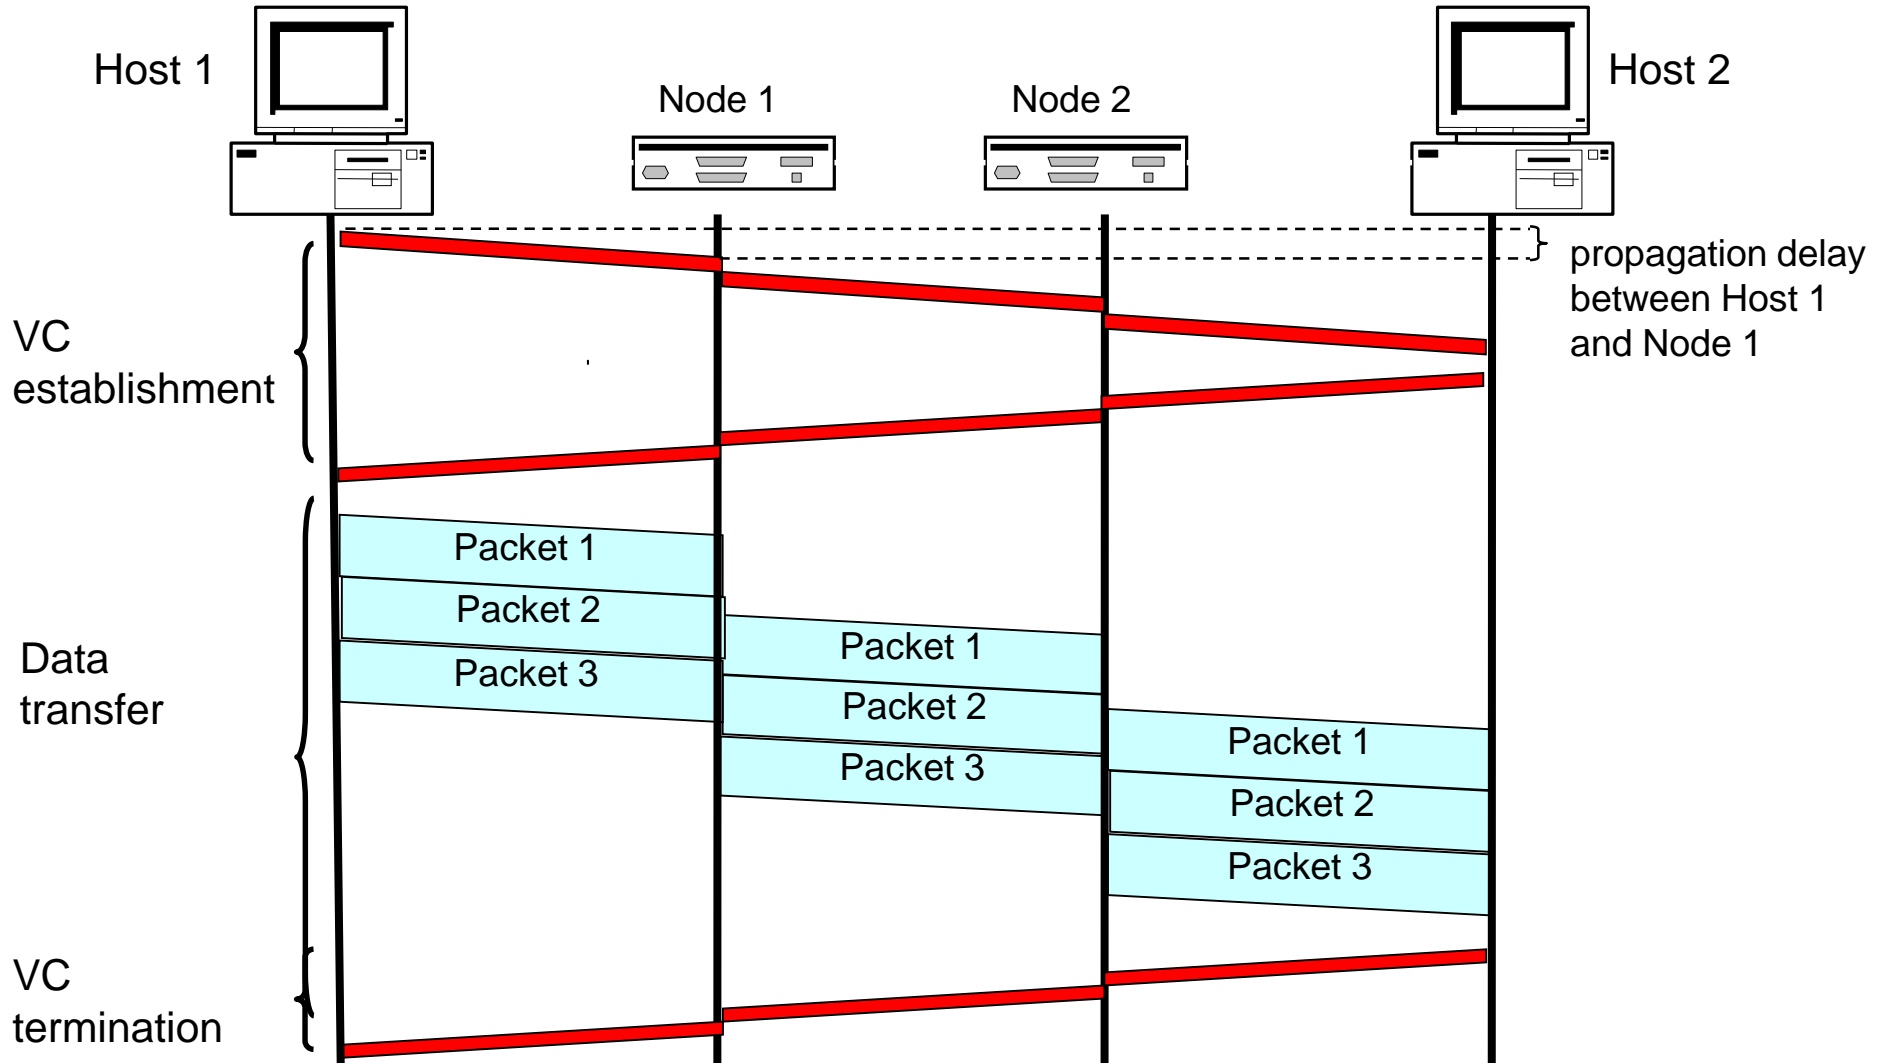 Host 1
Node 1
Node 2
Host 2
propagation delay
between Host 1
and Node 1
VC
establishment
Packet 1
Packet 2
Packet 3
Packet 1
Packet 2
Packet 3
Packet 1
Packet 2
Packet 3
Data
transfer
VC
termination